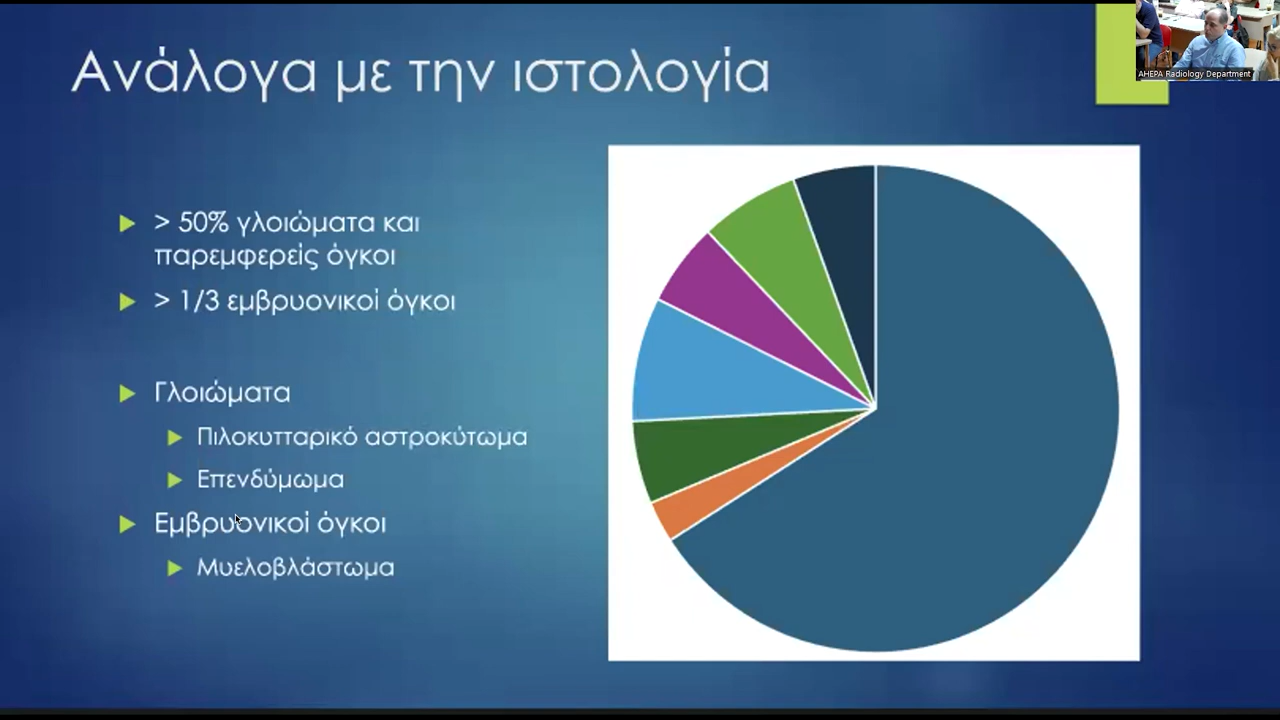 Ανάλογα με την ιστολογία
AHEPA Radiology Department
> 50% γλοιώματα και
παρεμφερείς όγκοι
> 1/3 εμβρυονικοί όγκοι
Γλοιώματα
Πιλοκυτταρικό αστροκύτωμα
Επενδύμωμα
Εμβρυονικοί όγκοι
Μυελοβλάστωμα